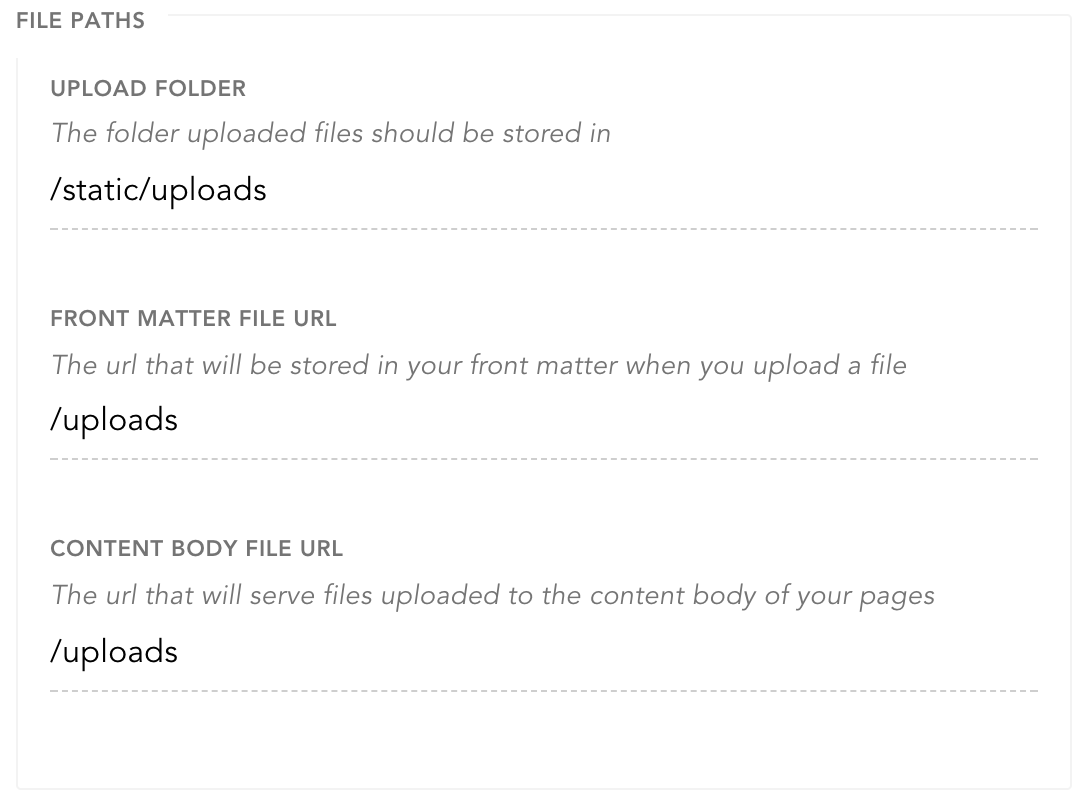 FILE PATHS
UPLOAD FOLDER
The folder uploaded files should be stored in
/static/uploads
FRONT MATTER FILE URL
The url that will be stored in your front matter when you upload a file
/uploads
CONTENT BODY FILE URL
The url that will serve files uploaded to the content body of your pages
/uploads